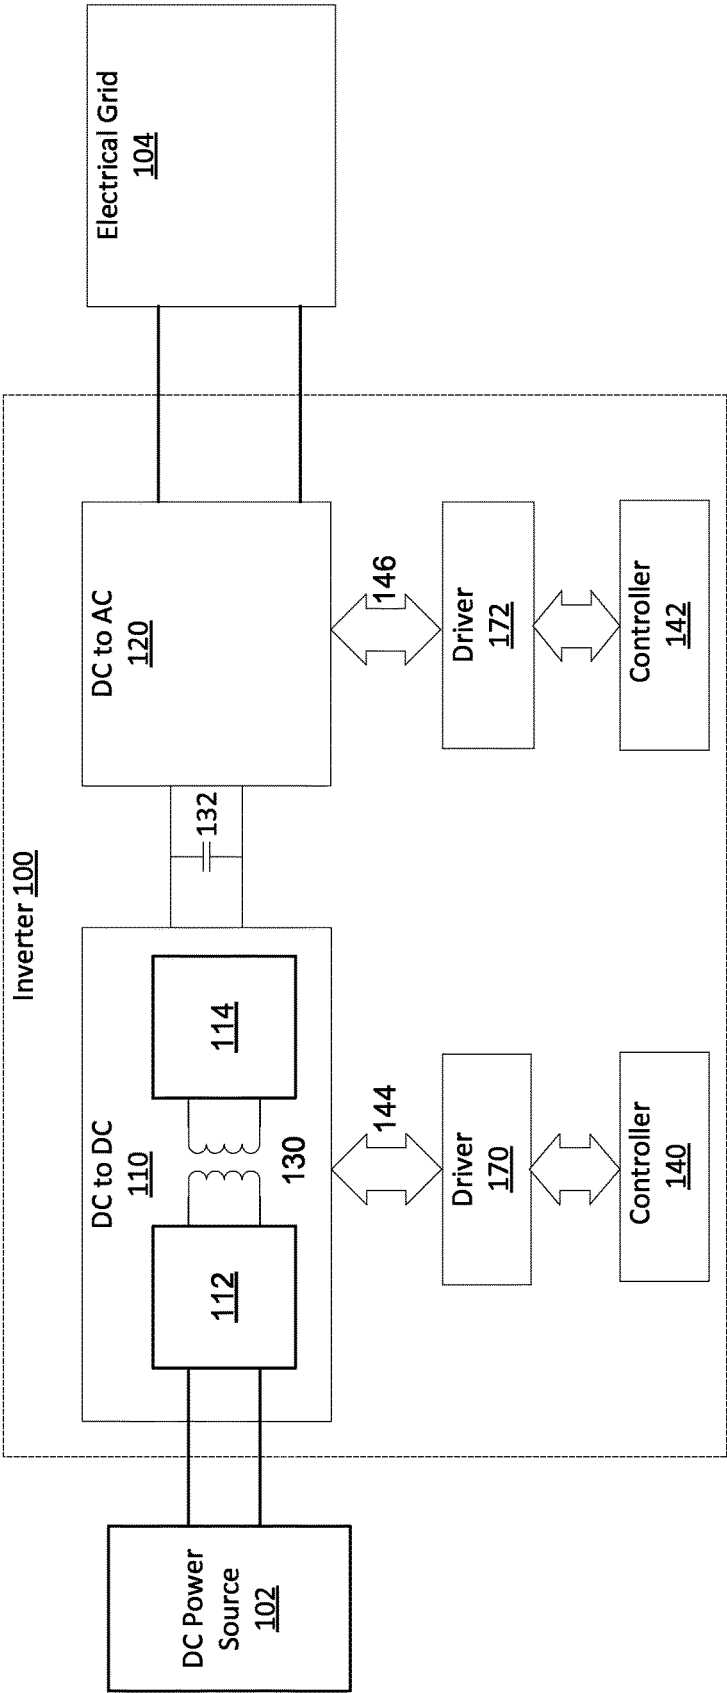 Inverter 100
DC Power
Source
102
DC to DC
110
112
130
114
132
DC to AC
120
Electrical Grid
104
144
146
Driver
170
Driver
172
Controller
140
Controller
142